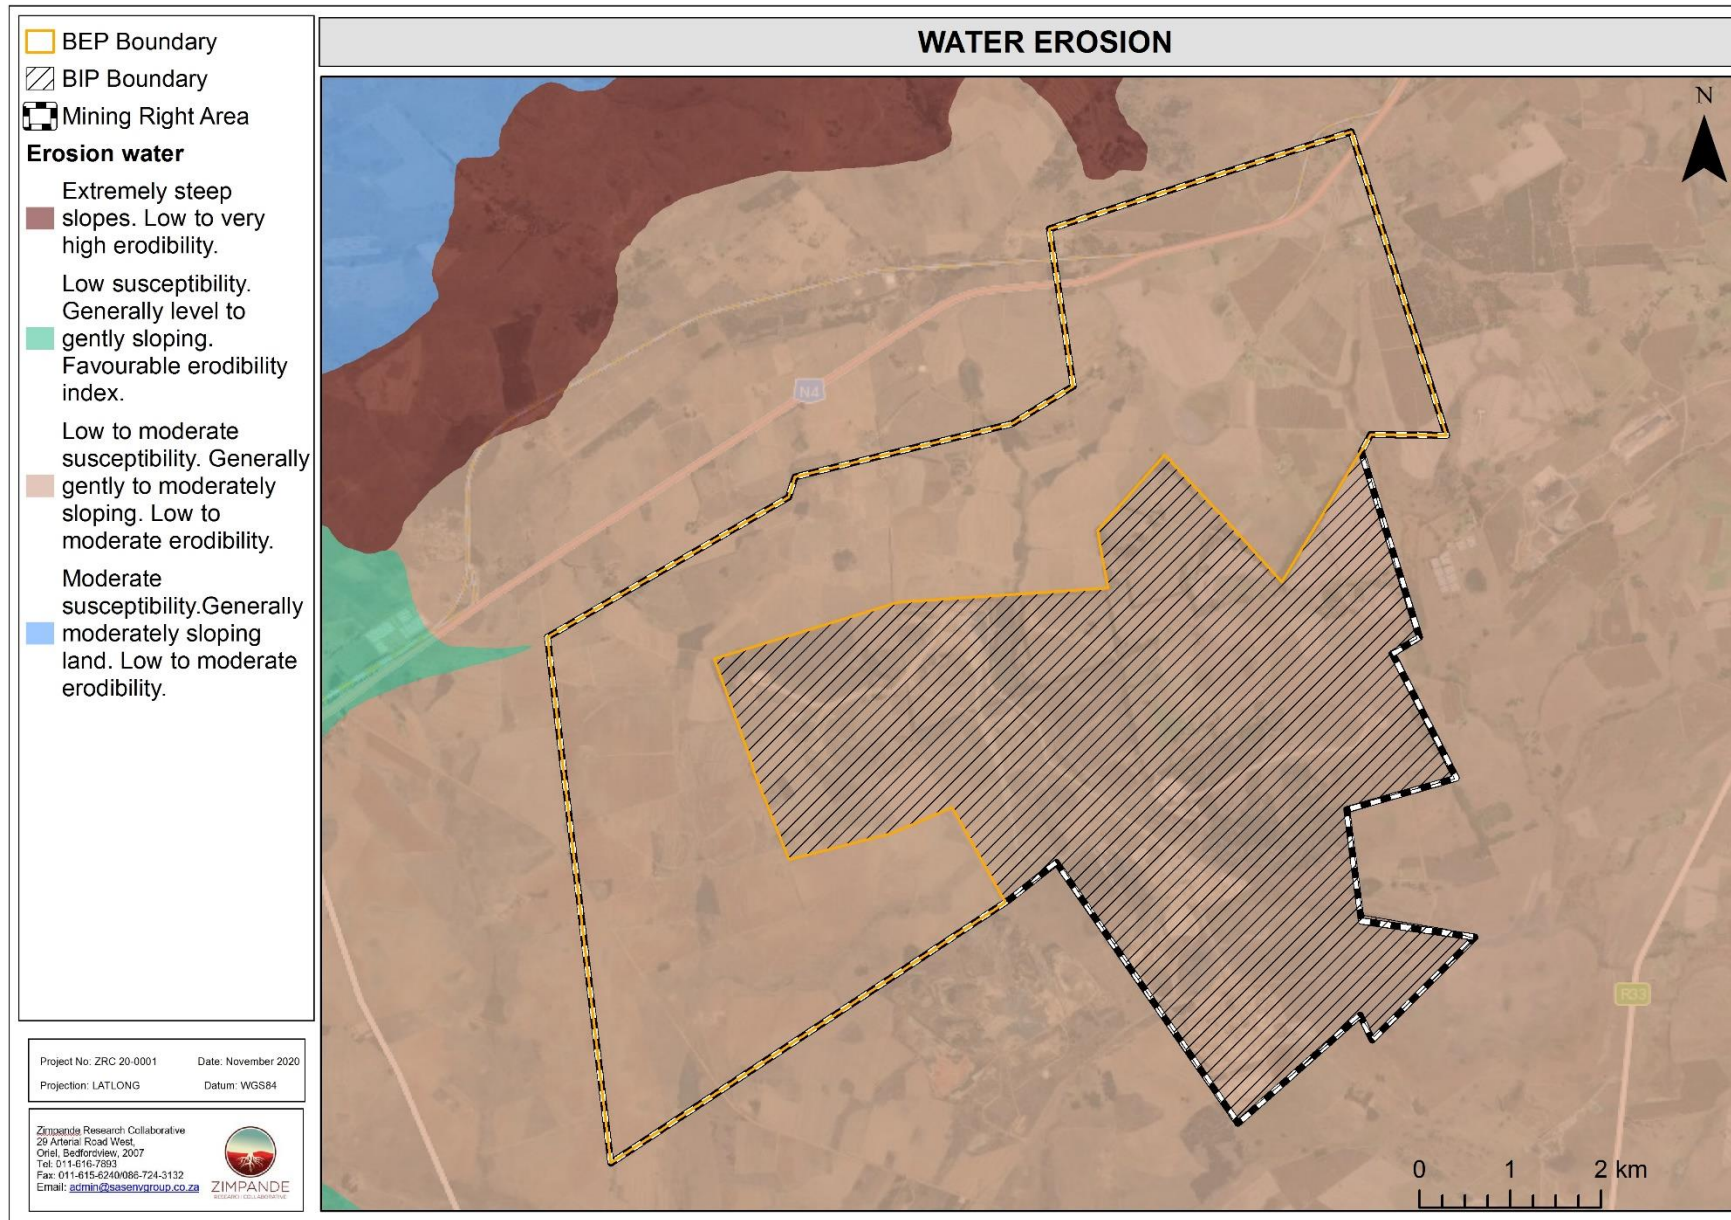 WATER EROSION
BEP Boundary
BIP Boundary
Mining Right Area
Erosion water
Extremely steep
slopes. Low to very
high erodibility.
Low susceptibility.
Generally level to
gently sloping.
Favourable erodibility
index.
Low to moderate
susceptibility. Generally
gently to moderately
sloping. Low to
moderate erodibility.
Moderate
susceptibility.Generally
moderately sloping
land. Low to moderate
erodibility.
N
N4
R33
0 1 2 km
Project No: ZRC 20-0001 Date: November 2020
Projection: LATLONG Datum: WGS84
Zimpande Research Collaborative
29 Arterial Road West,
Oriel, Bedfordview, 2007
Tel: 011-616-7893
Fax: 011-615-6240/086-724-3132
Email: admin@sasenvgroup.co.za
ZIMPANDE
RESEARCH COLLABORATIVE